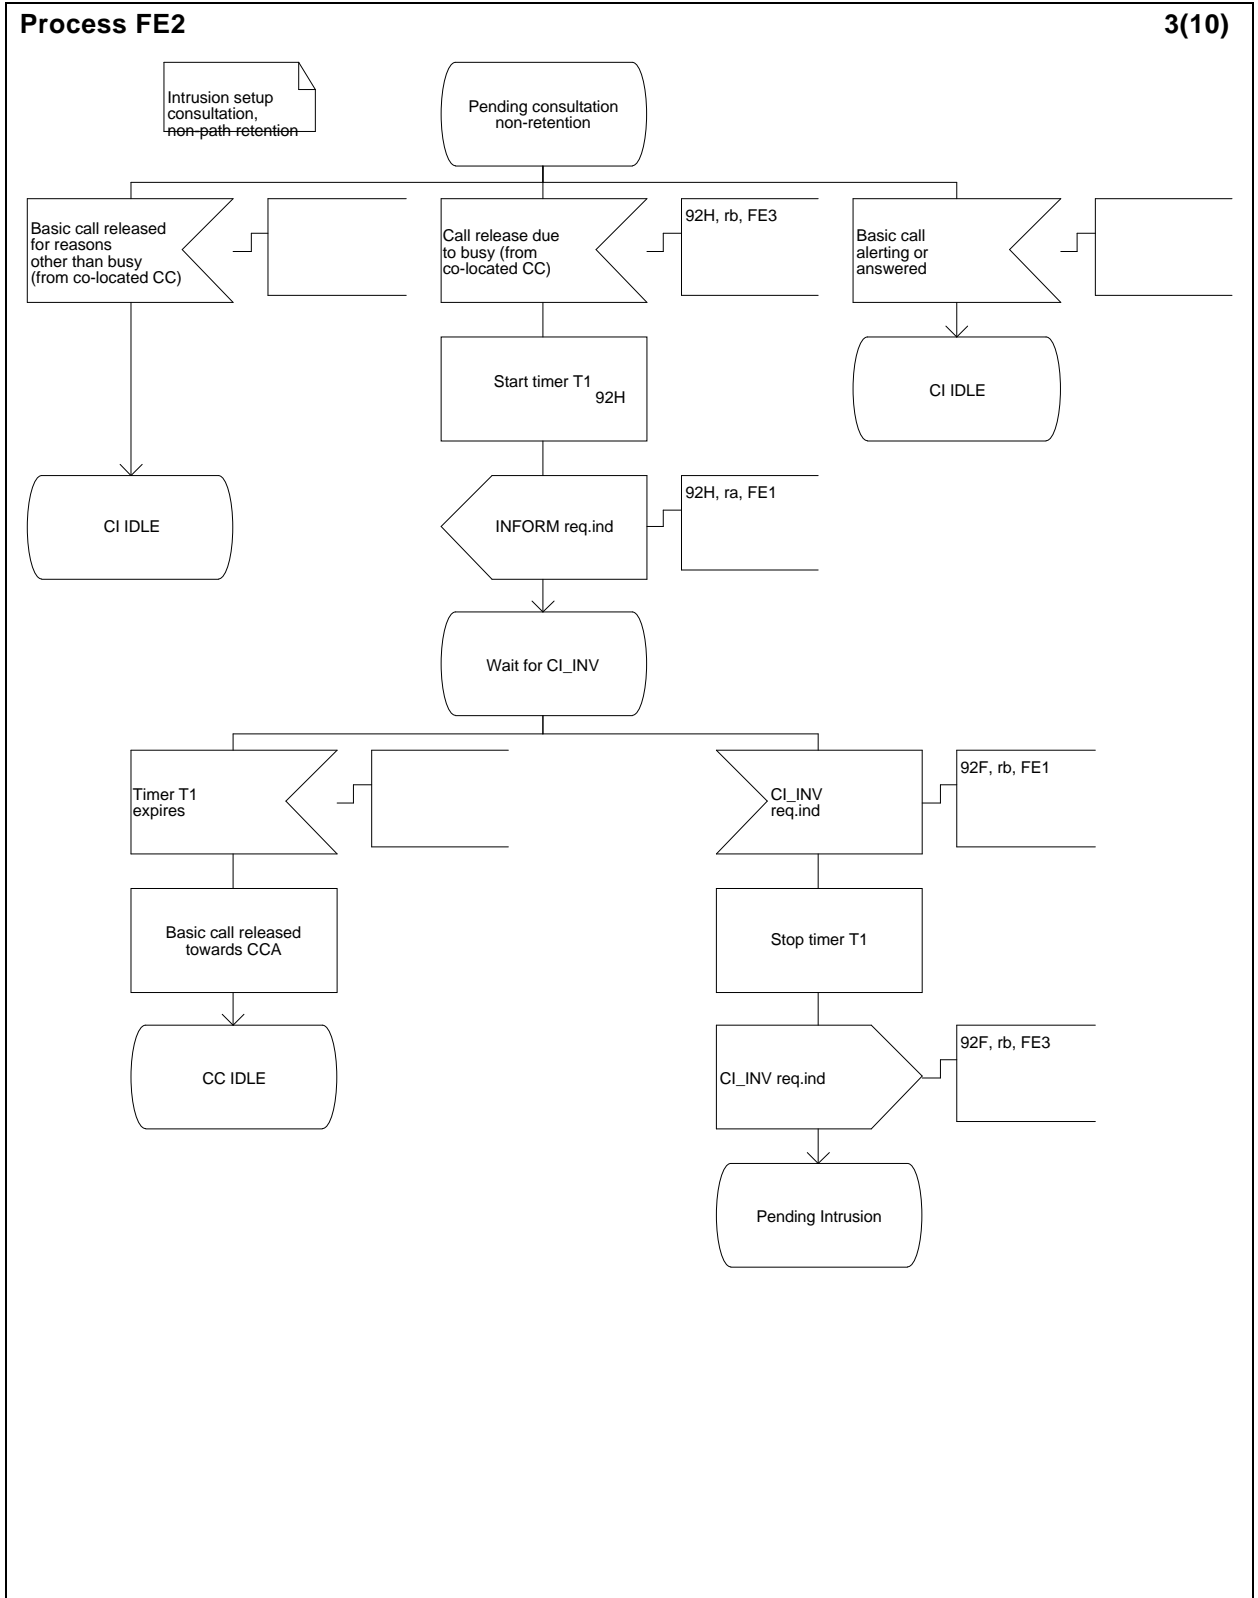 Process FE2
3(10)
Intrusion setup
consultation,
non-path retention
Pending consultation
non-retention
Basic call released
for reasons
other than busy
(from co-located CC)
Call release due
to busy (from
co-located CC)
92H, rb, FE3
Basic call
alerting or
answered
Start timer T1
92H
CI IDLE
CI IDLE
INFORM req.ind
92H, ra, FE1
Wait for CI_INV
Timer T1
expires
CI_INV
req.ind
92F, rb, FE1
Basic call released
towards CCA
Stop timer T1
CC IDLE
CI_INV req.ind
92F, rb, FE3
Pending Intrusion